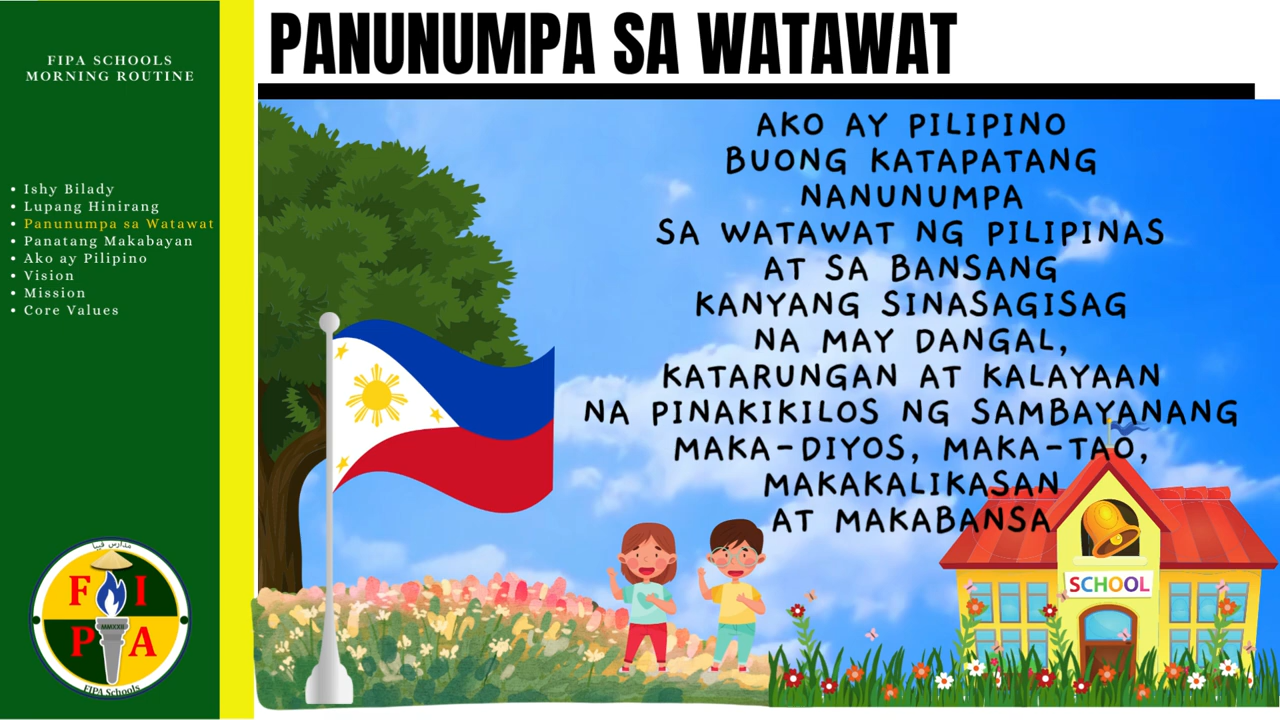 FIPA SCHOOLS
MORNING ROUTINE
• Ishy Bilady
• Lupang Hinirang
• Panunumpa sa Watawat
• Panatang Makabayan
• Ako ay Pilipino
• Vision
• Mission
• Core Values
مدارس فيبا
F I
MMXXII
P A
FIPA Schools
PANUNUMPA SA WATAWAT
AKO AY PILIPINO
BUONG KATAPATANG
NANUNUMPA
SA WATAWAT NG PILIPINAS
AT SA BANSANG
KANYANG SINASAGISAG
NA MAY DANGAL,
KATARUNGAN AT KALAYAAN
NA PINAKIKILOS NG SAMBAYANANG
MAKA-DIYOS, MAKA-TAO,
MAKAKALIKASAN
AT MAKABANSA
SCHOOL